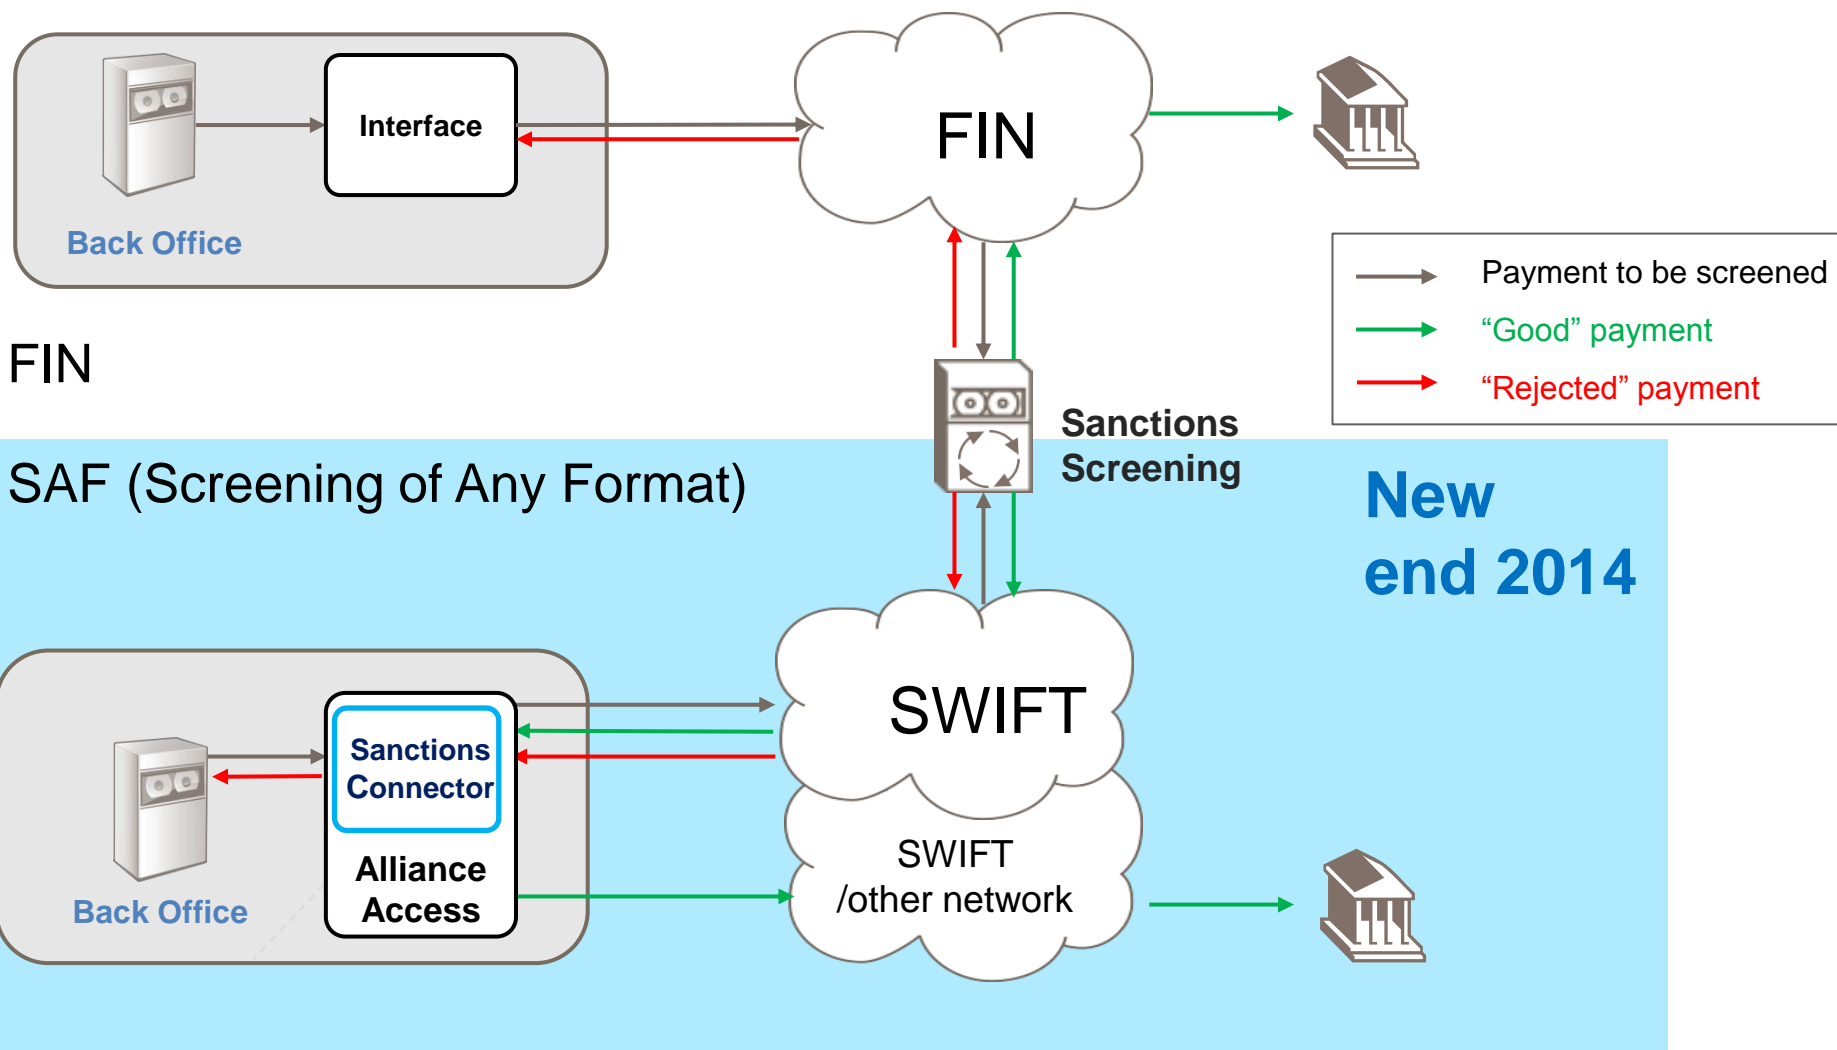 Interface
FIN
Back Office
Payment to be screened
“Good” payment
“Rejected” payment
FIN
Sanctions
Screening
SAF (Screening of Any Format)
New
end 2014
SWIFT
Sanctions
Connector
Alliance
Access
Back Office
SWIFT
/other network